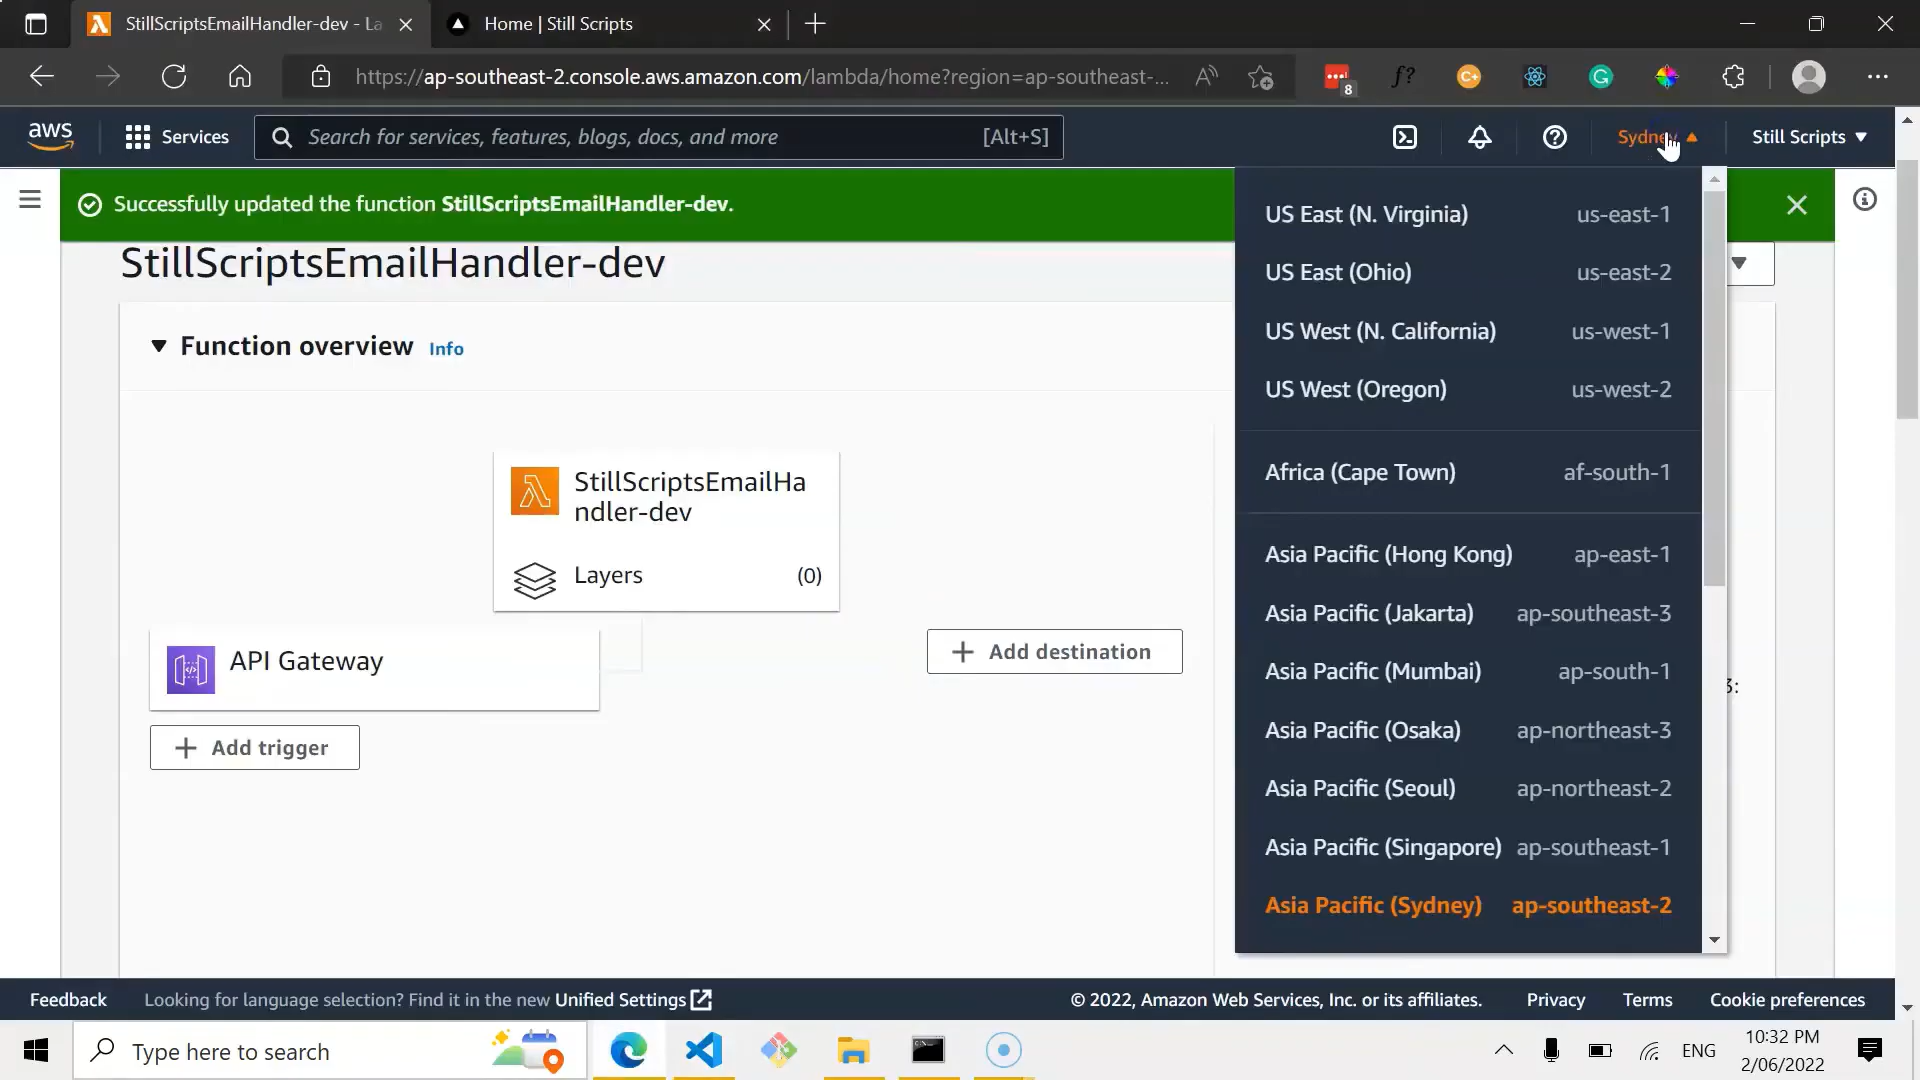 StillScriptsEmailHandler-dev - La
Home | Still Scripts
https://ap-southeast-2.console.aws.amazon.com/lambda/home?region=ap-southeast-...
8
f?
C+
aws
Services
Search for services, features, blogs, docs, and more [Alt+S]
Sydney
Still Scripts
Successfully updated the function StillScriptsEmailHandler-dev.
StillScriptsEmailHandler-dev
Function overview Info
StillScriptsEmailHa
ndler-dev
Layers (0)
API Gateway
Add destination
Add trigger
US East (N. Virginia) us-east-1
US East (Ohio) us-east-2
US West (N. California) us-west-1
US West (Oregon) us-west-2
Africa (Cape Town) af-south-1
Asia Pacific (Hong Kong) ap-east-1
Asia Pacific (Jakarta) ap-southeast-3
Asia Pacific (Mumbai) ap-south-1
Asia Pacific (Osaka) ap-northeast-3
Asia Pacific (Seoul) ap-northeast-2
Asia Pacific (Singapore) ap-southeast-1
Asia Pacific (Sydney) ap-southeast-2
Feedback
Looking for language selection? Find it in the new Unified Settings
© 2022, Amazon Web Services, Inc. or its affiliates.
Privacy
Terms
Cookie preferences
Type here to search
ENG
10:32 PM
2/06/2022